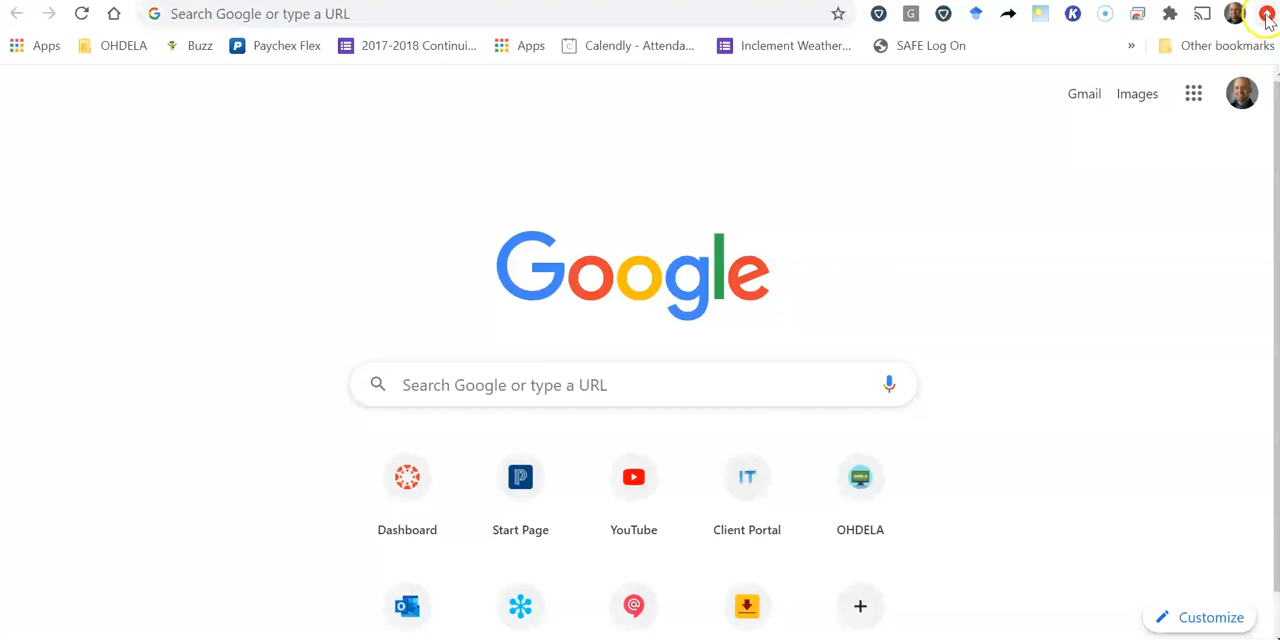 Search Google or type a URL
Apps OHDELA Buzz Paychex Flex 2017-2018 Continui... Apps Calendly - Attenda... Inclement Weather... SAFE Log On » Other bookmarks
Gmail Images
Google
Search Google or type a URL
IT
Dashboard Start Page YouTube Client Portal OHDELA
Customize